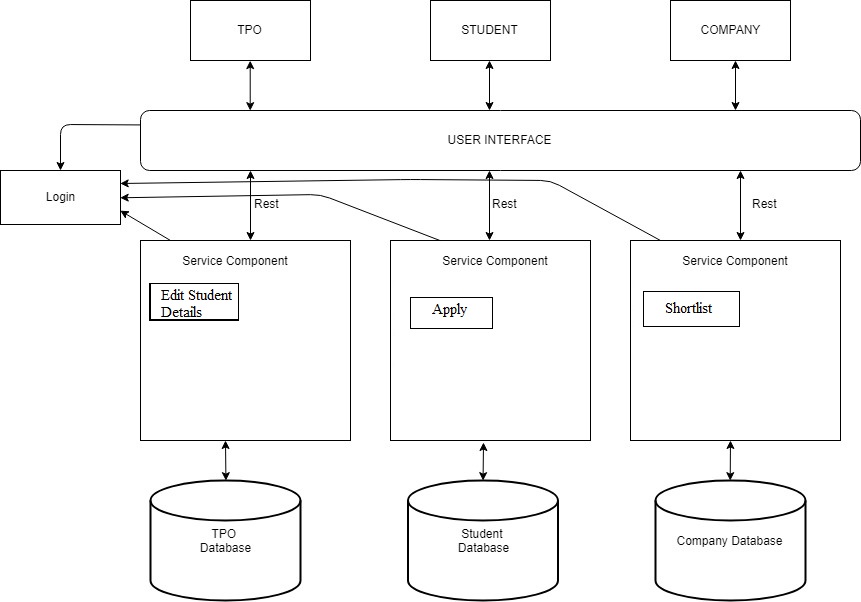 TPO
STUDENT
COMPANY
USER INTERFACE
Login
Rest
Rest
Rest
Service Component
Service Component
Service Component
Edit Student
Details
Apply
Shortlist
TPO
Database
Student
Database
Company Database